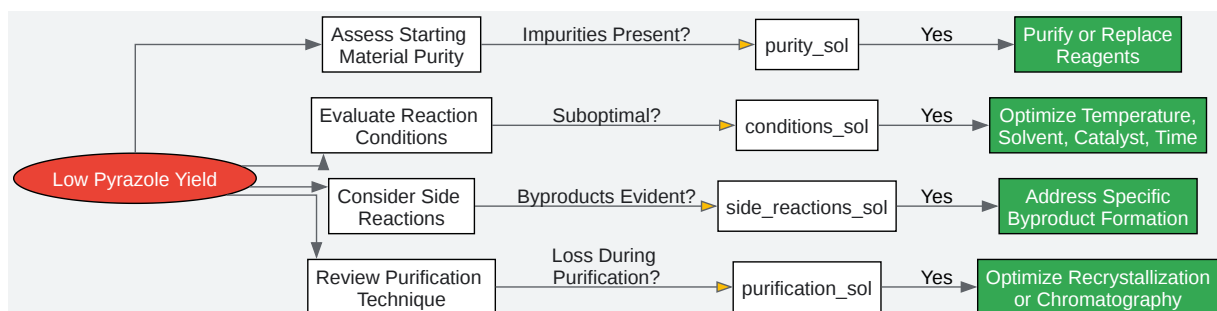 Assess Starting
Material Purity
Impurities Present?
purity_sol
Yes
Purify or Replace
Reagents
Evaluate Reaction
Conditions
Suboptimal?
conditions_sol
Yes
Optimize Temperature,
Solvent, Catalyst, Time
Low Pyrazole Yield
Consider Side
Reactions
Byproducts Evident?
side_reactions_sol
Yes
Address Specific
Byproduct Formation
Review Purification
Technique
Loss During
Purification?
purification_sol
Yes
Optimize Recrystallization
or Chromatography